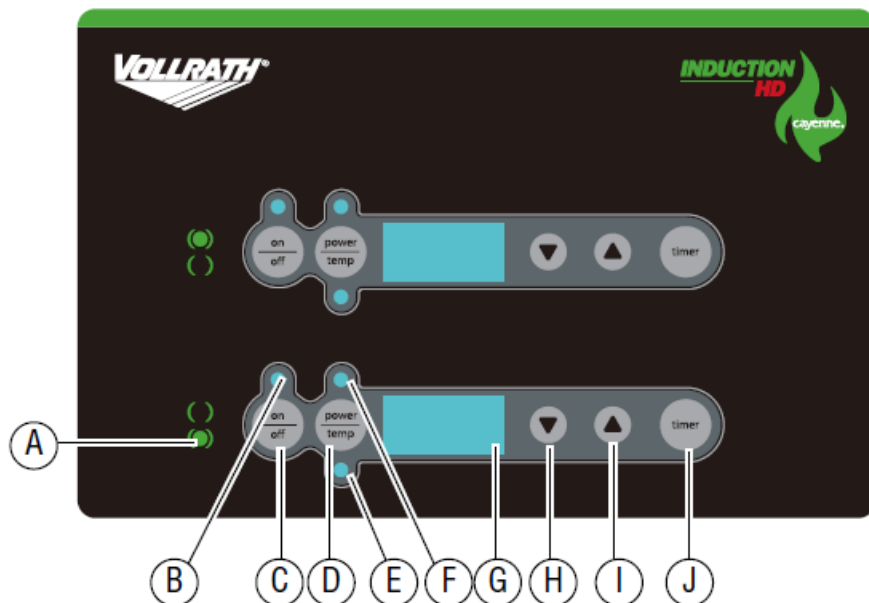 VOLLRATH®
INDUCTION
HD
cayenne.
on
off
power
temp
timer
on
off
power
temp
timer
A
B
C
D
E
F
G
H
I
J